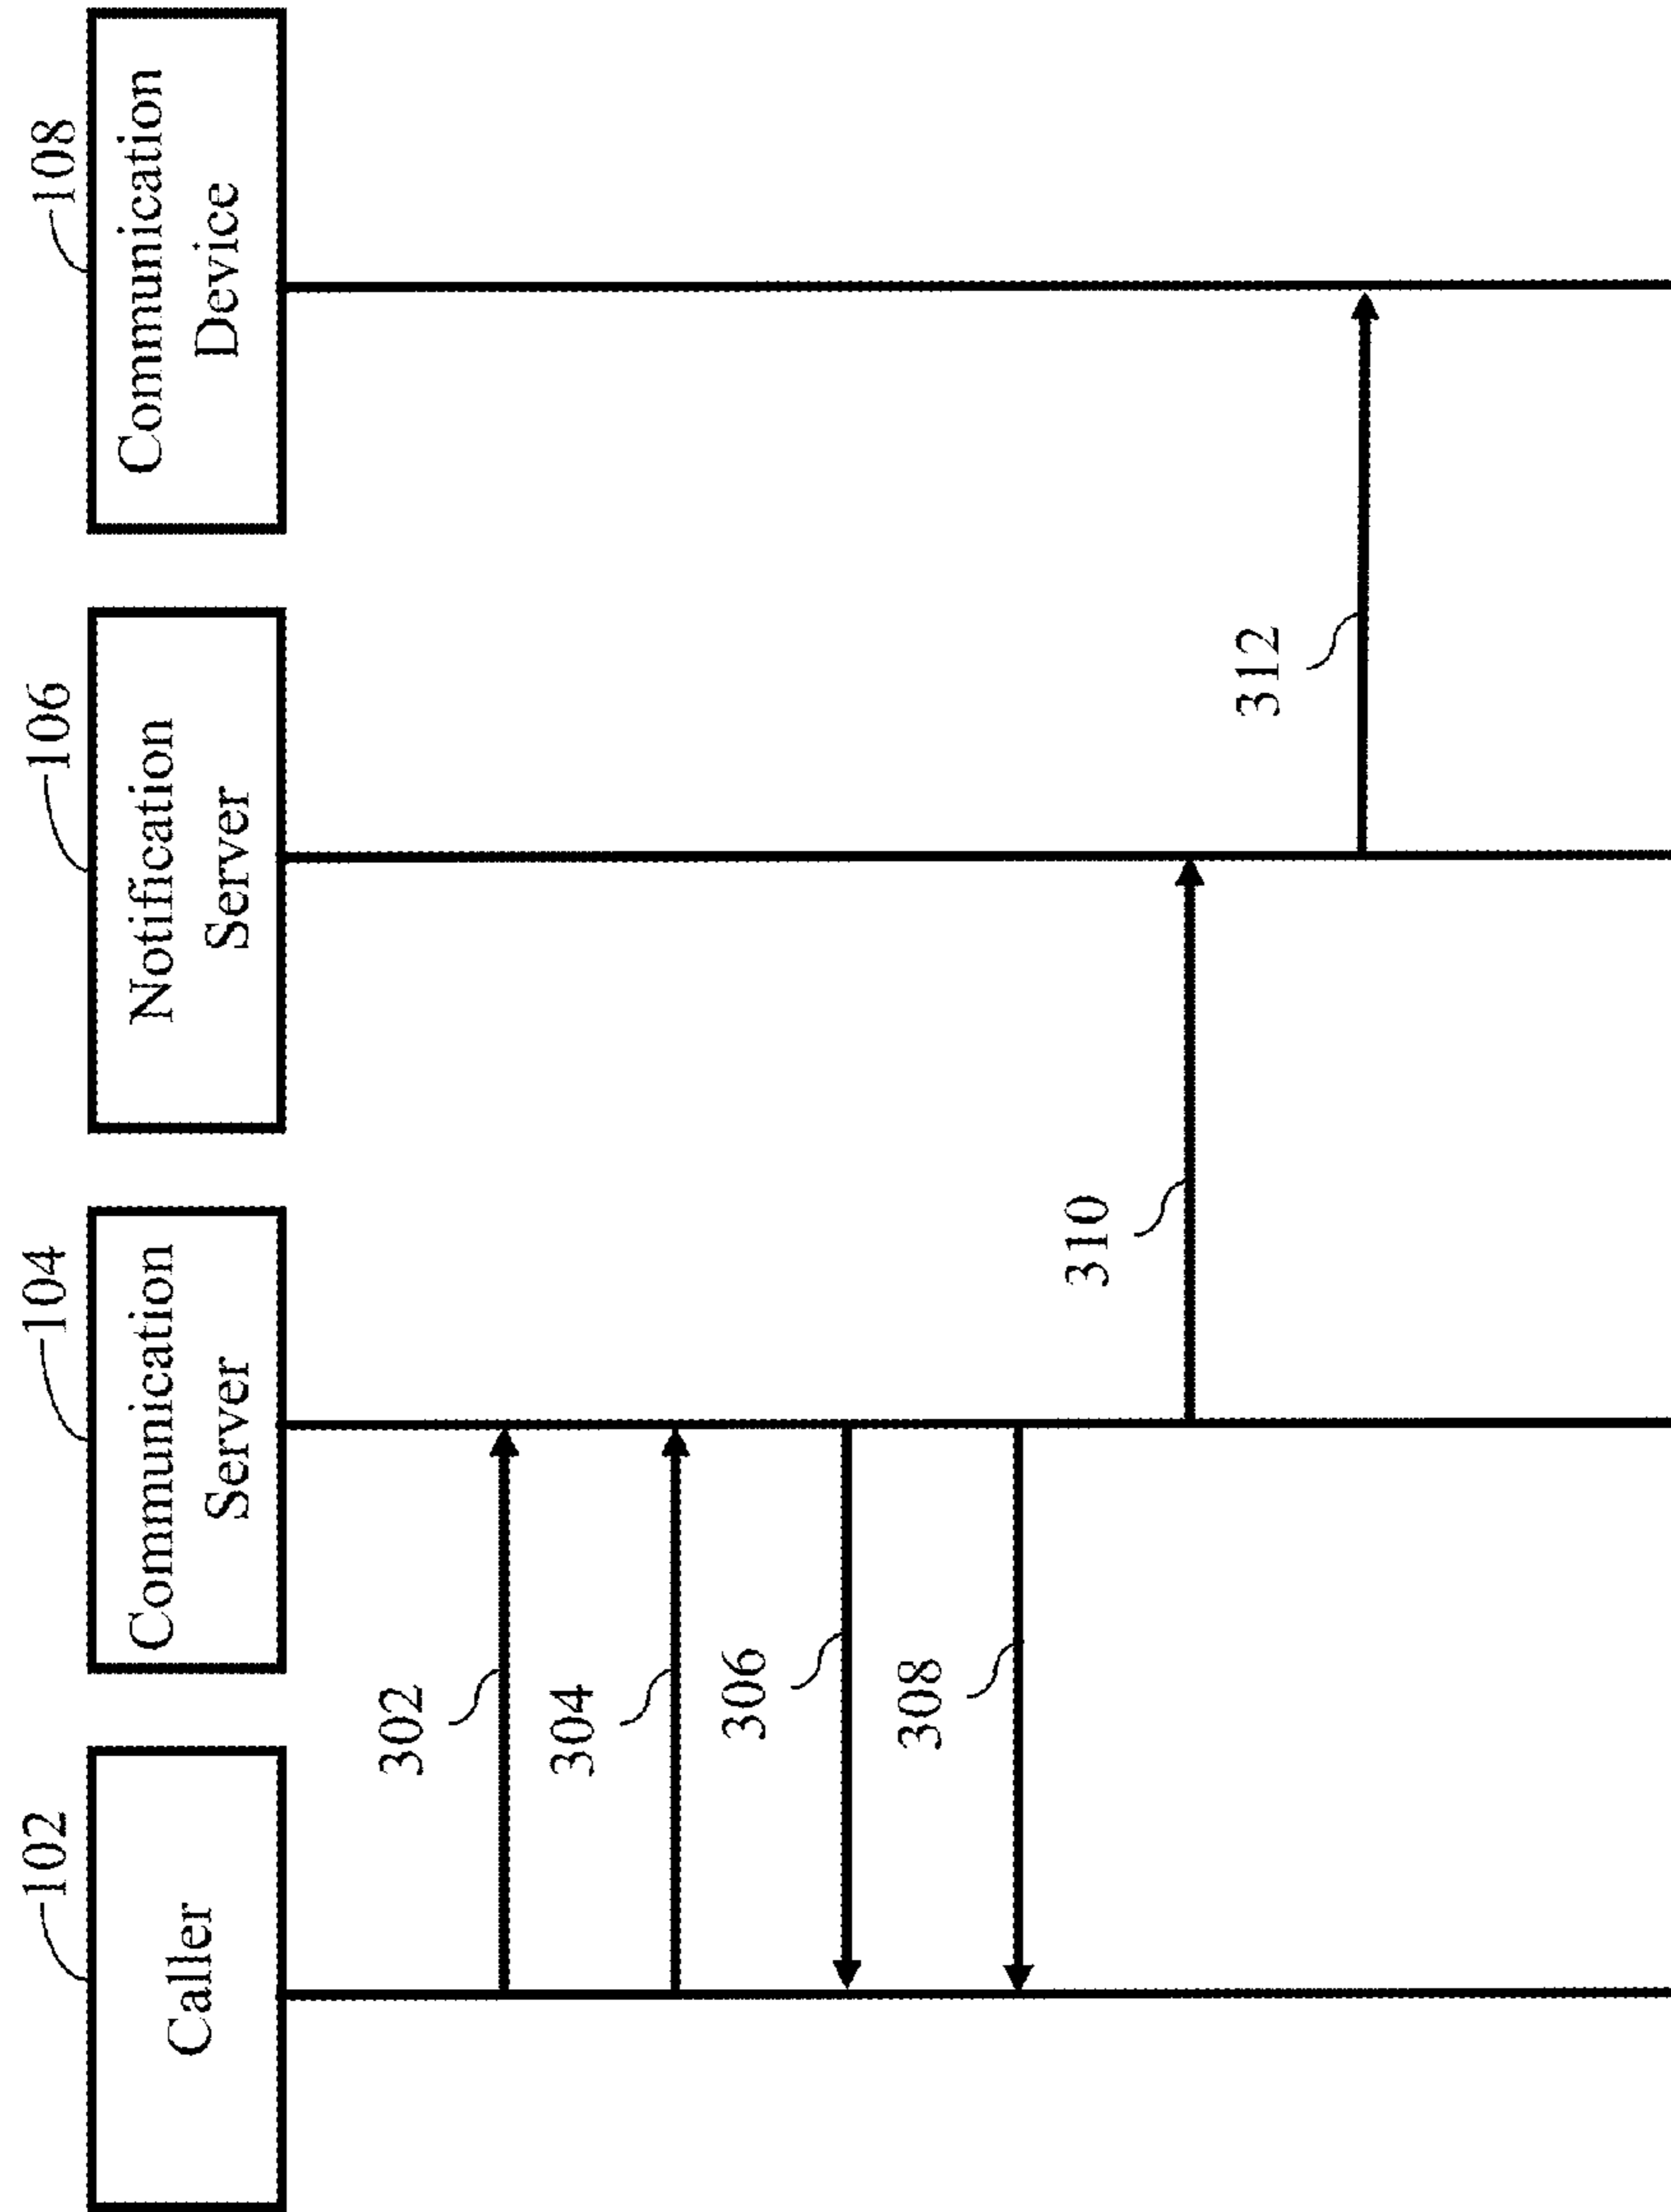 102
104
106
108
Caller
Communication
Server
Notification
Server
Communication
Device
302
304
306
308
310
312